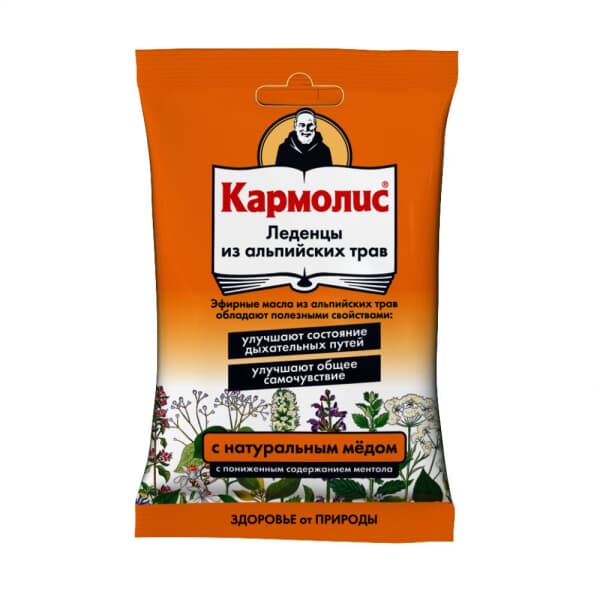 Кармолис®
Леденцы
из альпийских трав
Эфирные масла из альпийских трав
обладают полезными свойствами:
улучшают состояние
дыхательных путей
улучшают общее
самочувствие
с натуральным мёдом
с пониженным содержанием ментола
ЗДОРОВЬЕ от ПРИРОДЫ